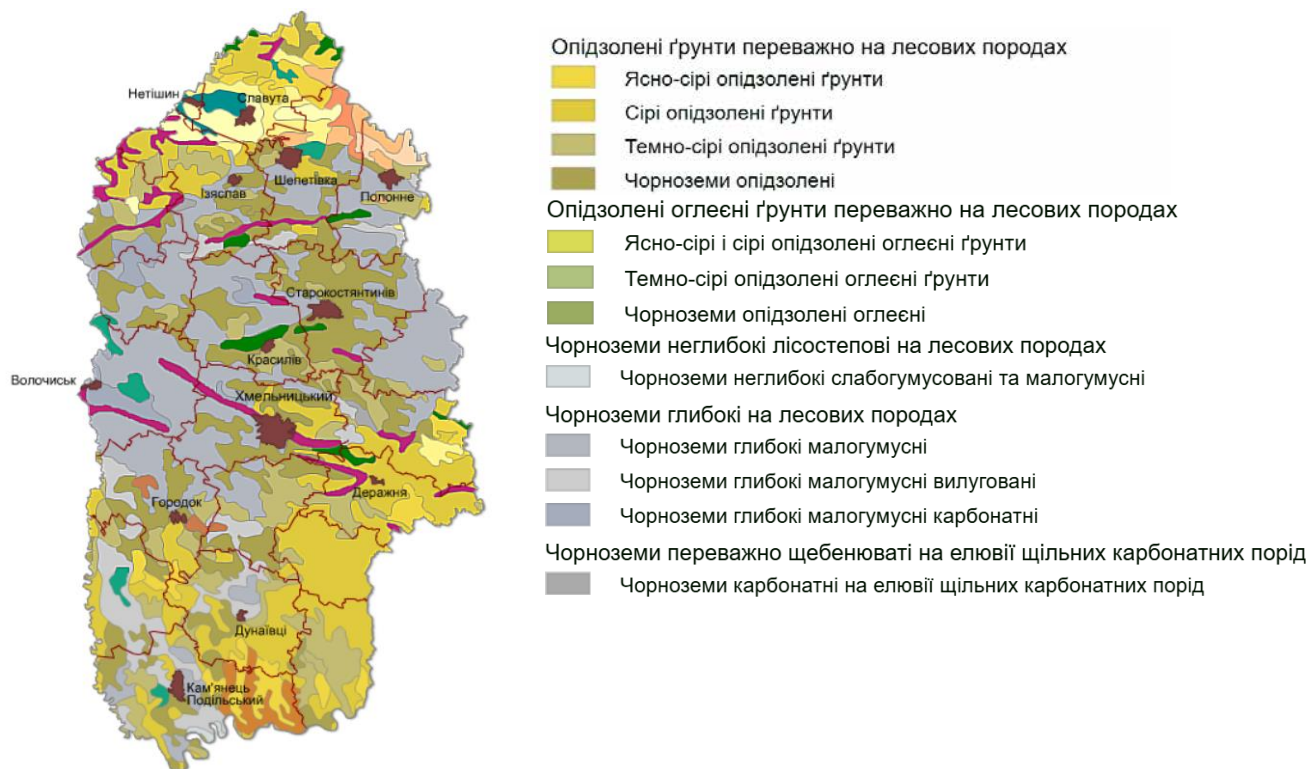 Нетішин
Славута
Шепетівка
Ізяслав
Полонне
Старокостянтинів
Красилів
Волочиськ
Хмельницький
Деражня
Городок
Дунаївці
Кам'янець
Подільський
Опідзолені ґрунти переважно на лесових породах
Ясно-сірі опідзолені ґрунти
Сірі опідзолені ґрунти
Темно-сірі опідзолені ґрунти
Чорноземи опідзолені
Опідзолені оглеєні ґрунти переважно на лесових породах
Ясно-сірі і сірі опідзолені оглеєні ґрунти
Темно-сірі опідзолені оглеєні ґрунти
Чорноземи опідзолені оглеєні
Чорноземи неглибокі лісостепові на лесових породах
Чорноземи неглибокі слабогумусовані та малогумусні
Чорноземи глибокі на лесових породах
Чорноземи глибокі малогумусні
Чорноземи глибокі малогумусні вилуговані
Чорноземи глибокі малогумусні карбонатні
Чорноземи переважно щебенюваті на елювії щільних карбонатних порід
Чорноземи карбонатні на елювії щільних карбонатних порід